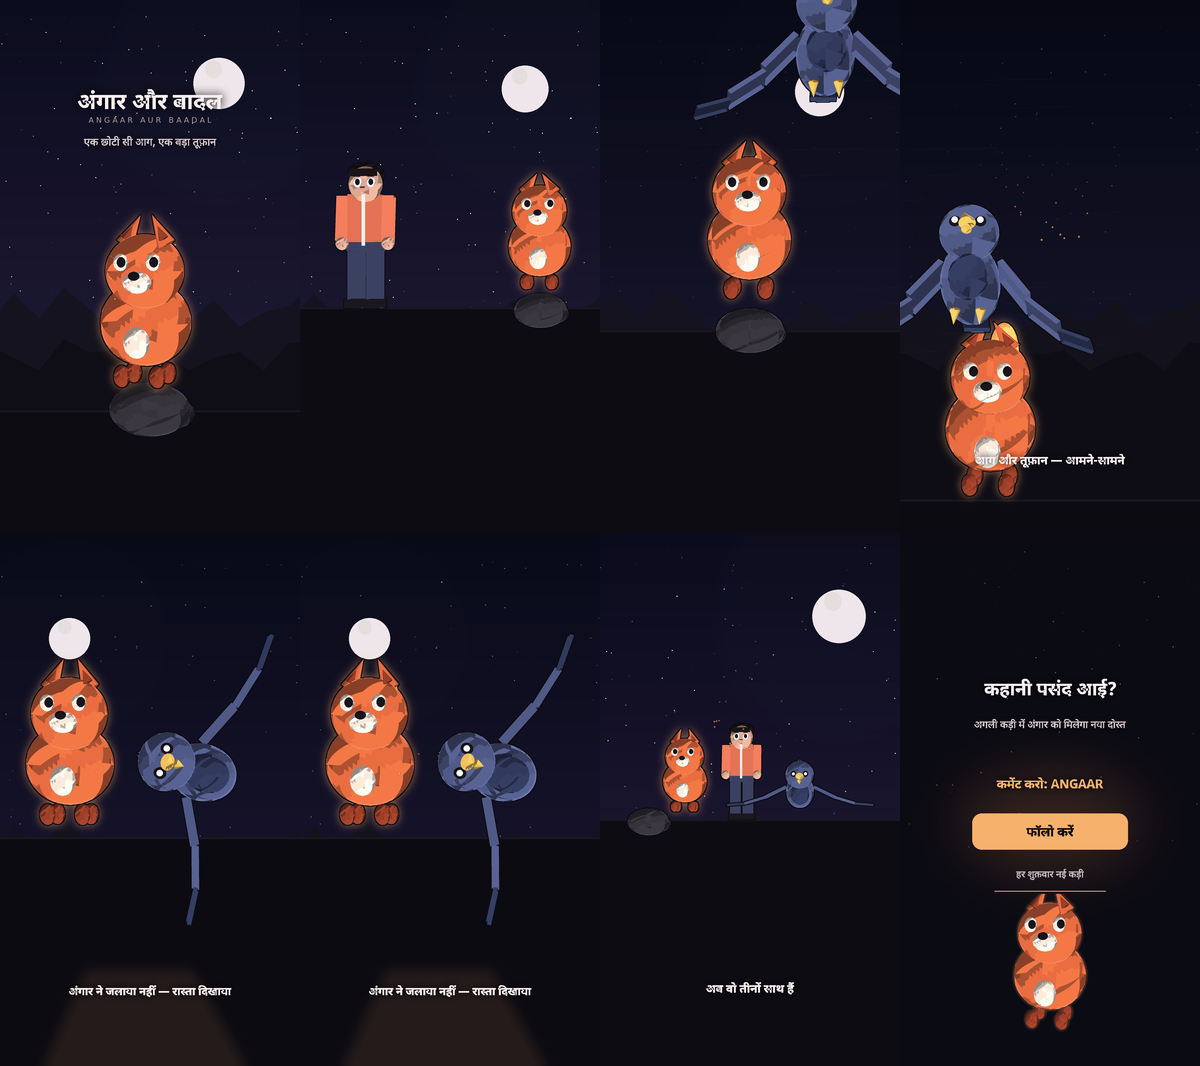 अंगार और बादल
ANGAAR AUR BAADAL
एक छोटी सी आग, एक बड़ा तूफ़ान
आग और तूफ़ान — आमने-सामने
अंगार ने जलाया नहीं — रास्ता दिखाया
अंगार ने जलाया नहीं — रास्ता दिखाया
अब वो तीनों साथ हैं
कहानी पसंद आई?
अगली कड़ी में अंगार को मिलेगा नया दोस्त
कमेंट करो: ANGAAR
फॉलो करें
हर शुक्रवार नई कड़ी